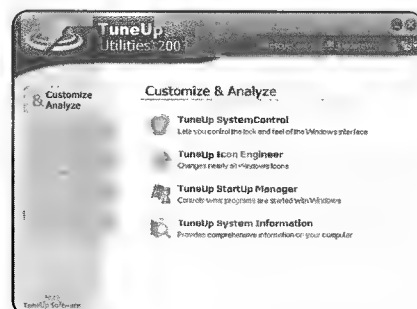 TuneUp
Utilities 200
Customize
& Analyze
Customize & Analyze
TuneUp SystemControl
Lets you control the look and feel of the Windows interface
TuneUp Icon Engineer
Changes nearly all Windows icons
TuneUp StartUp Manager
Controls what programs are started with Windows
TuneUp System Information
Provides comprehensive information on your computer
TuneUp Software